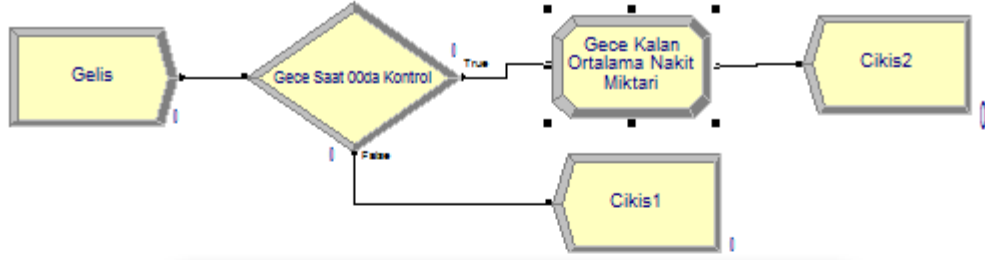 Gelis
Gece Saat 00da Kontrol
True
False
Gece Kalan
Ortalama Nakit
Miktari
Cikis2
Cikis1